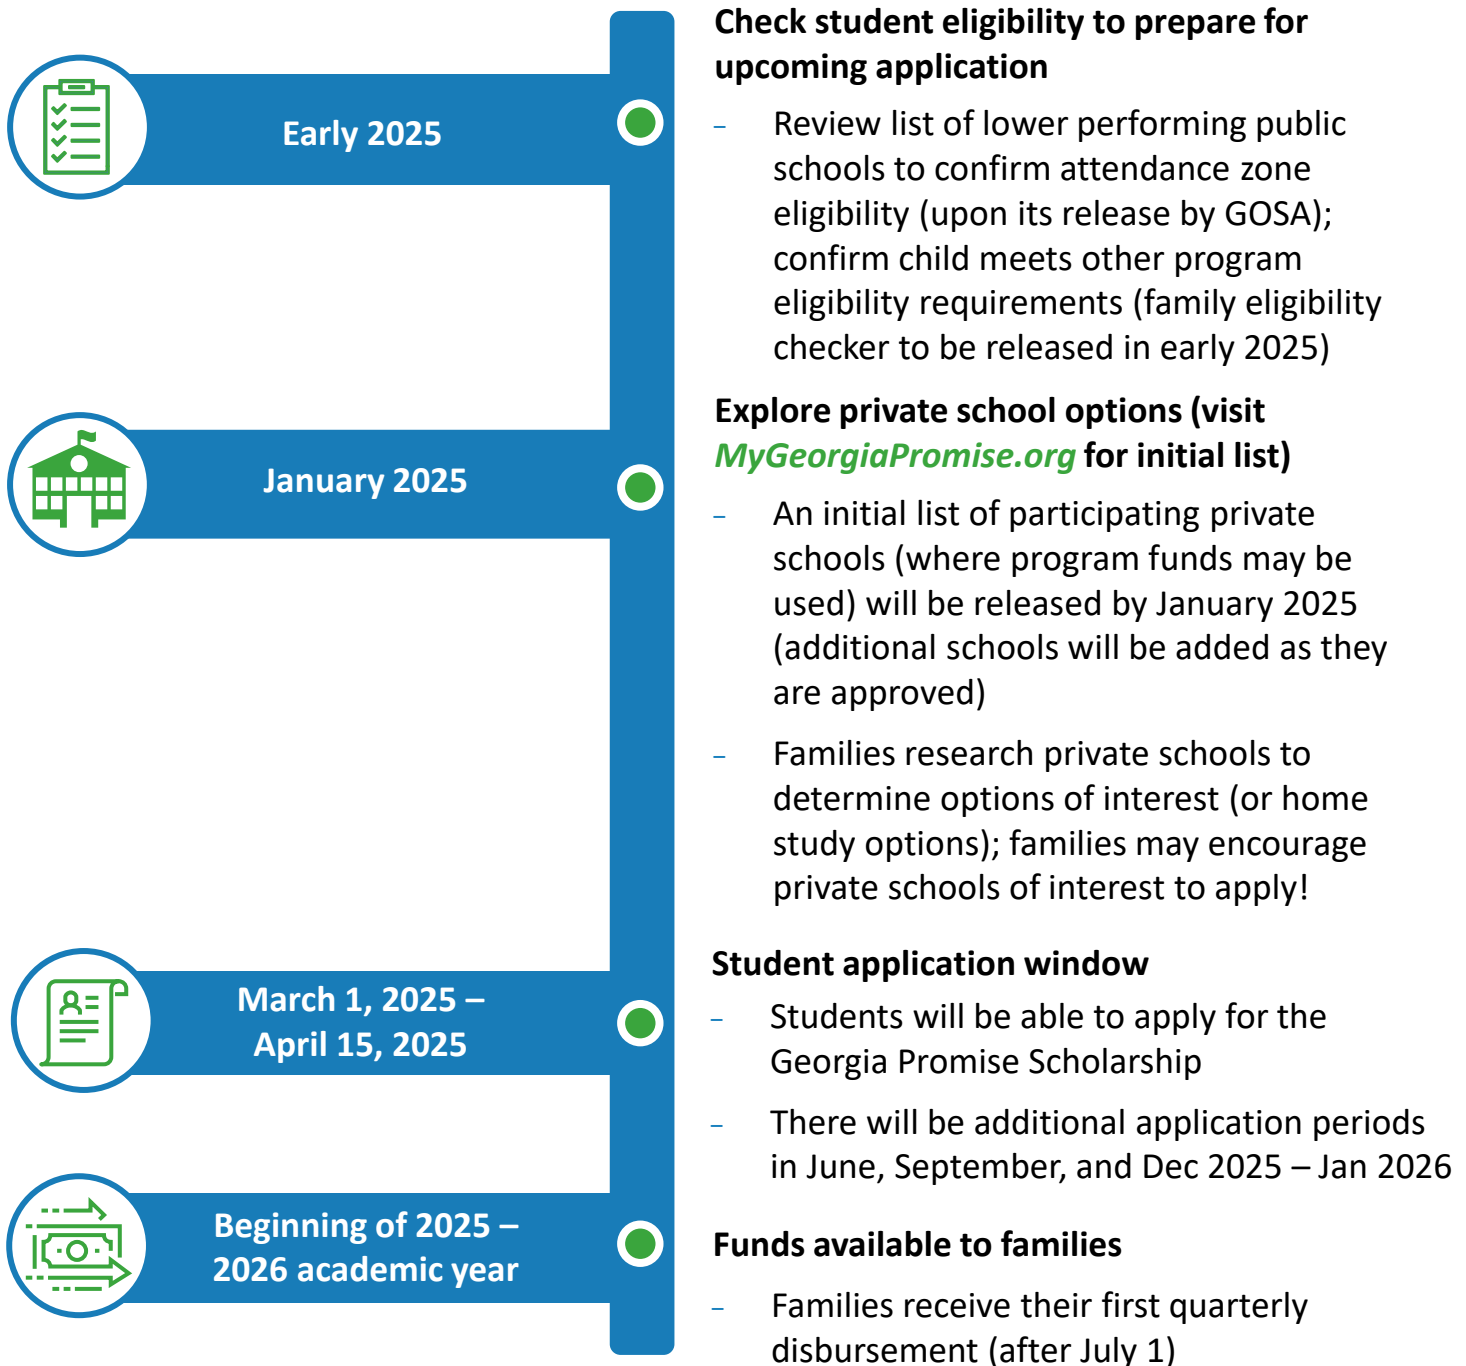 Early 2025
Check student eligibility to prepare for
upcoming application
– Review list of lower performing public
schools to confirm attendance zone
eligibility (upon its release by GOSA);
confirm child meets other program
eligibility requirements (family eligibility
checker to be released in early 2025)
January 2025
Explore private school options (visit
MyGeorgiaPromise.org for initial list)
– An initial list of participating private
schools (where program funds may be
used) will be released by January 2025
(additional schools will be added as they
are approved)
– Families research private schools to
determine options of interest (or home
study options); families may encourage
private schools of interest to apply!
March 1, 2025 –
April 15, 2025
Student application window
– Students will be able to apply for the
Georgia Promise Scholarship
– There will be additional application periods
in June, September, and Dec 2025 – Jan 2026
Beginning of 2025 –
2026 academic year
Funds available to families
– Families receive their first quarterly
disbursement (after July 1)